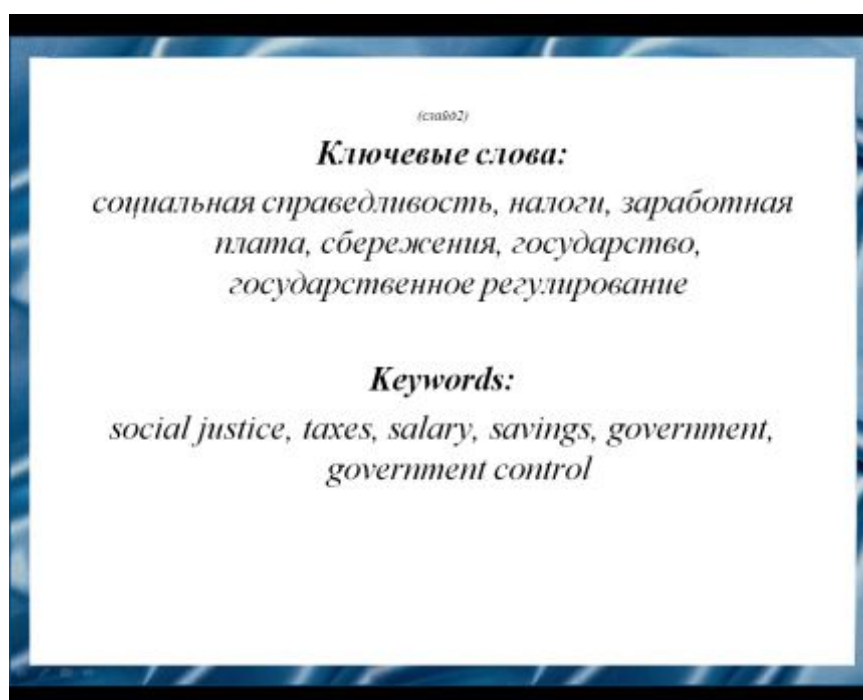 (слайд2)
Ключевые слова:
социальная справедливость, налоги, заработная
плата, сбережения, государство,
государственное регулирование
Keywords:
social justice, taxes, salary, savings, government,
government control